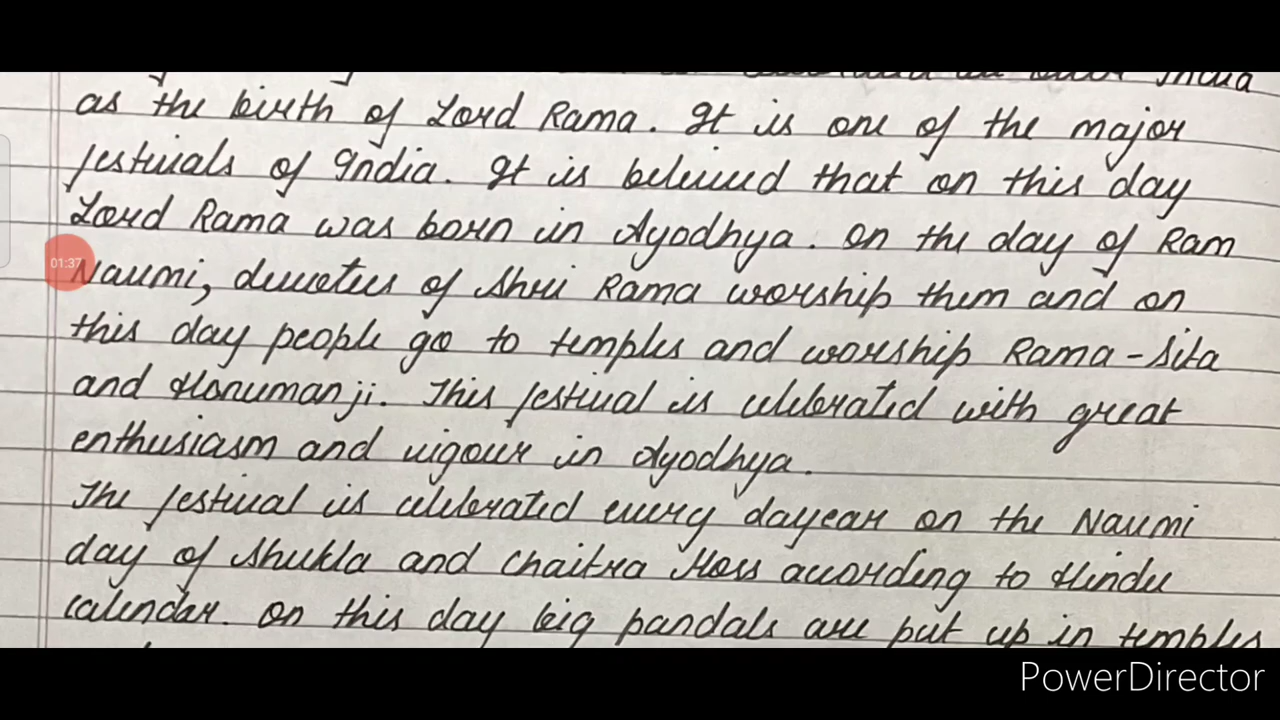 India
as the birth of Lord Rama. It is one of the major
festivals of India. It is belived that on this day
Lord Rama was born in Ayodhya. On the day of Ram
01:37
Naumi, devotees of Shri Rama worship them and on
this day people go to temples and worship Rama-Sita
and Hanumanji. This festival is celebrated with great
enthusiasm and vigour in Ayodhya.
The festival is celebrated every dayear on the Naumi
day of Shukla and Chaitra according to Hindu
calendar. On this day big pandals are put up in temples
PowerDirector